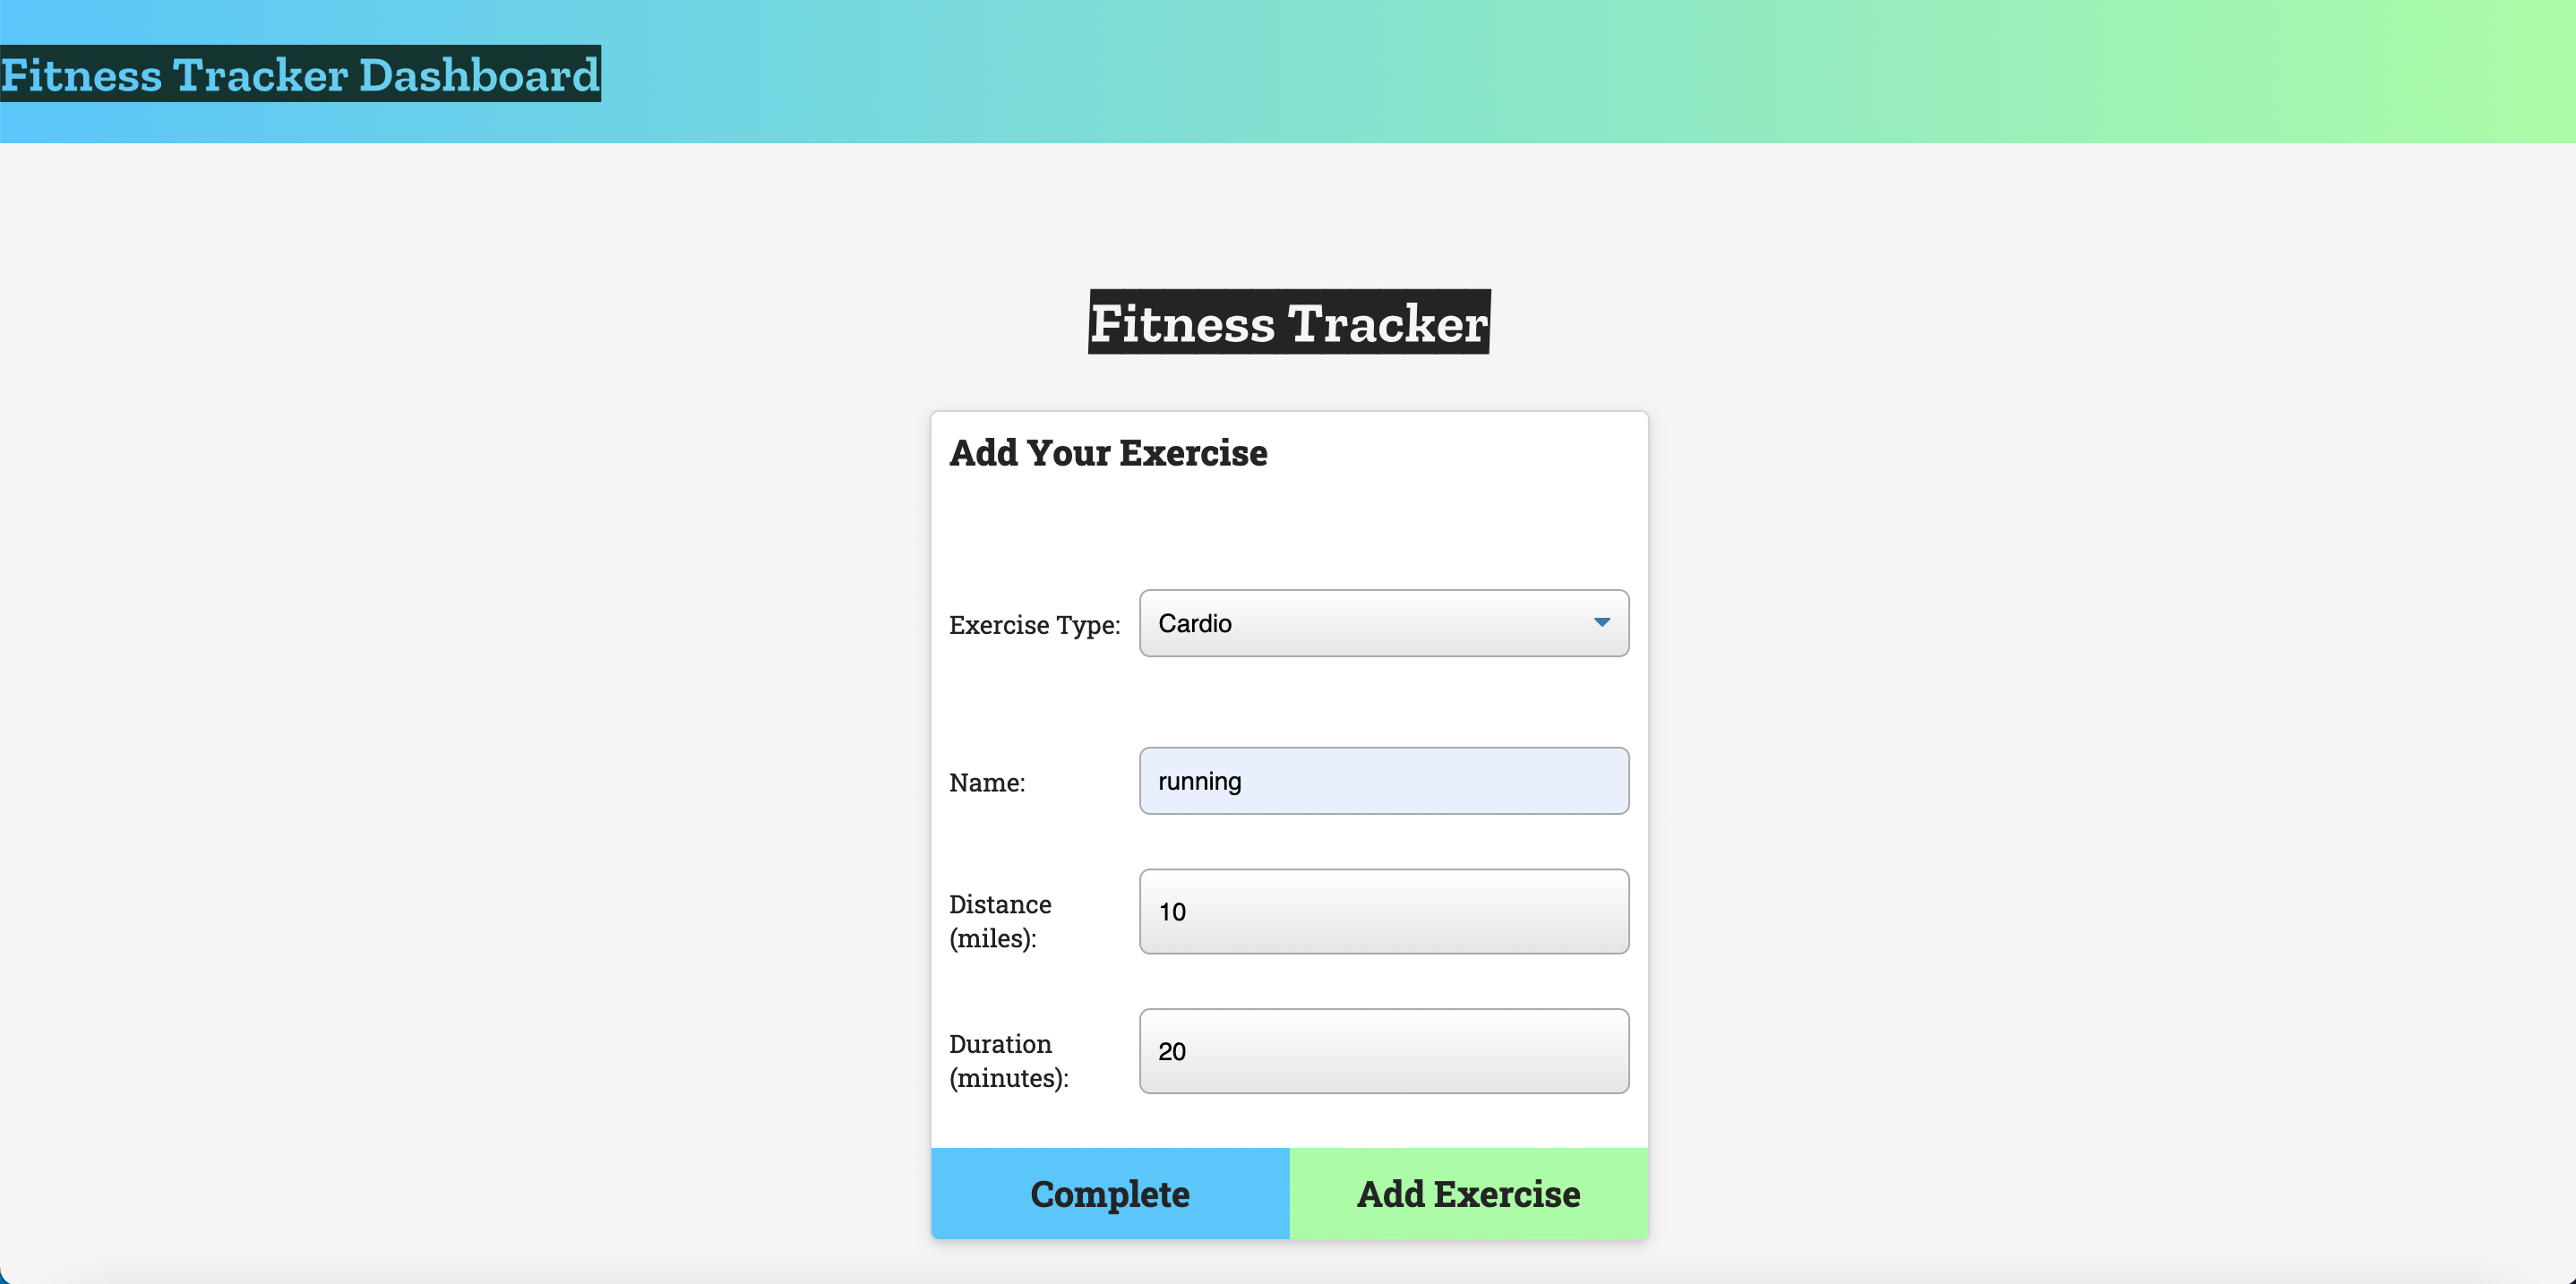 Fitness Tracker Dashboard
Fitness Tracker
Add Your Exercise
Exercise Type:
Cardio
Name:
running
Distance
(miles):
10
Duration
(minutes):
20
Complete
Add Exercise